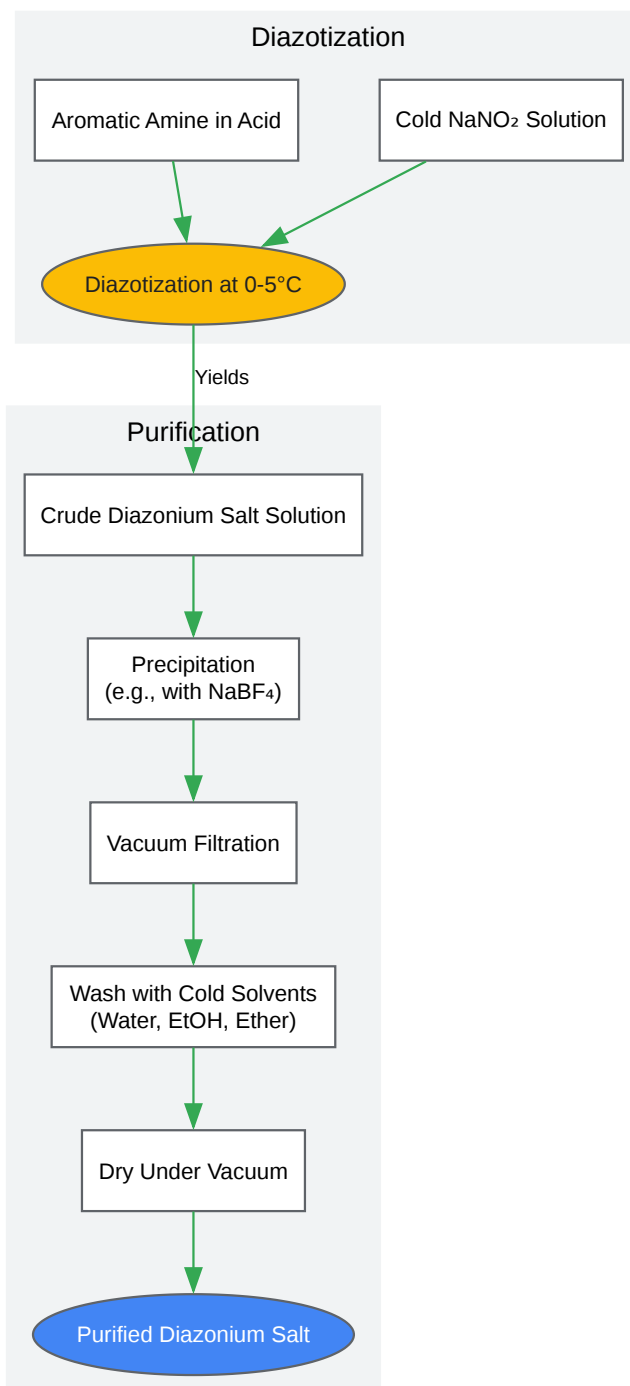 Diazotization
Aromatic Amine in Acid
Cold NaNO₂ Solution
Diazotization at 0-5°C
Yields
Purification
Crude Diazonium Salt Solution
Precipitation
(e.g., with NaBF₄)
Vacuum Filtration
Wash with Cold Solvents
(Water, EtOH, Ether)
Dry Under Vacuum
Purified Diazonium Salt